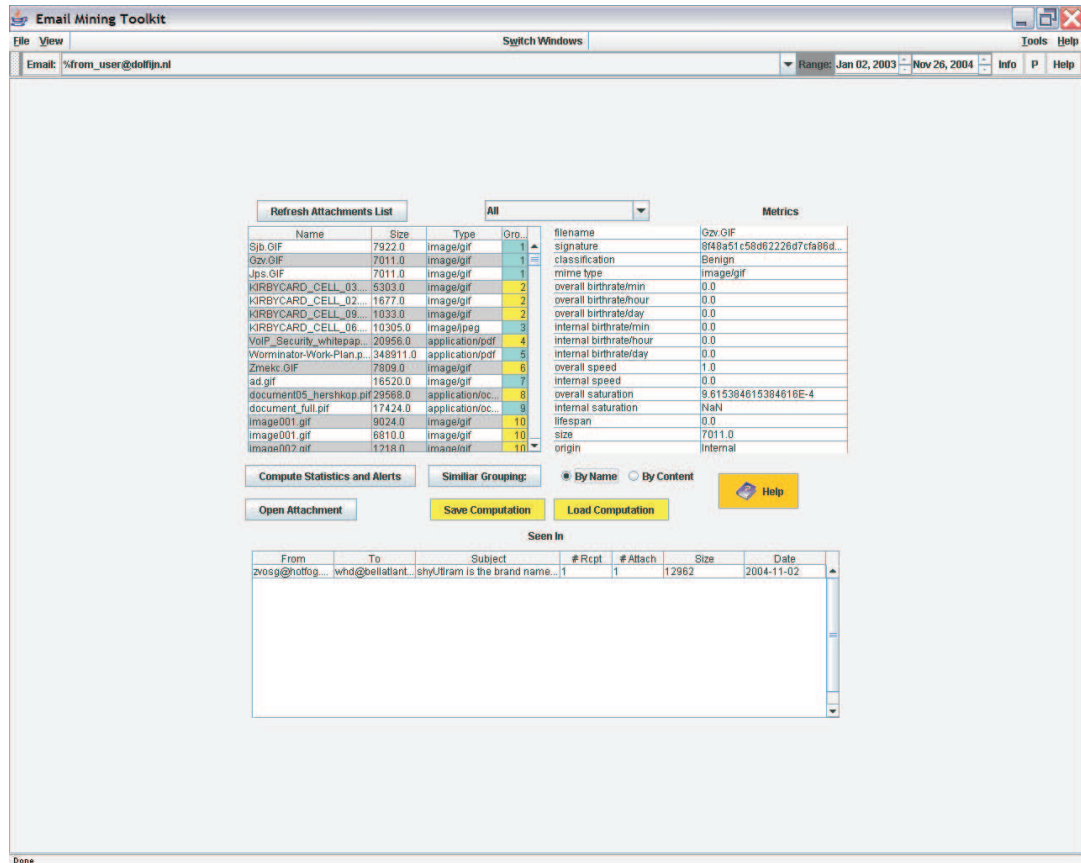 Email Mining Toolkit
File View Switch Windows Tools Help
Email: %from_user@dolfijn.nl Range: Jan 02, 2003 Nov 26, 2004 Info P Help
Refresh Attachments List All Metrics
Name Size Type Gro...
Sjb.GIF 7922.0 image/gif 1
Gzv.GIF 7011.0 image/gif 1
Jps.GIF 7011.0 image/gif 1
KIRBYCARD_CELL_03.... 5303.0 image/gif 2
KIRBYCARD_CELL_02.... 1677.0 image/gif 2
KIRBYCARD_CELL_09.... 1033.0 image/gif 2
KIRBYCARD_CELL_06.... 10305.0 image/jpeg 3
VoIP_Security_whitepap... 20956.0 application/pdf 4
Worminator-Work-Plan.p... 348911.0 application/pdf 5
Zmekc.GIF 7809.0 image/gif 6
ad.gif 16520.0 image/gif 7
document05_hershkop.pif 29568.0 application/oc... 8
document_full.pif 17424.0 application/oc... 9
image001.gif 9024.0 image/gif 10
image001.gif 6810.0 image/gif 10
image002.gif 1218.0 image/gif 10
filename Gzv.GIF
signature 8f48a51c58d62226d7cfa86d...
classification Benign
mime type image/gif
overall birthrate/min 0.0
overall birthrate/hour 0.0
overall birthrate/day 0.0
internal birthrate/min 0.0
internal birthrate/hour 0.0
internal birthrate/day 0.0
overall speed 1.0
internal speed 0.0
overall saturation 9.615384615384616E-4
internal saturation NaN
lifespan 0.0
size 7011.0
origin Internal
Compute Statistics and Alerts Similiar Grouping: By Name By Content
Help
Open Attachment Save Computation Load Computation
Seen In
From To Subject # Rcpt # Attach Size Date
zvosg@hotfog.... whd@bellatlant... shyUtiram is the brand name... 1 1 12962 2004-11-02
Done